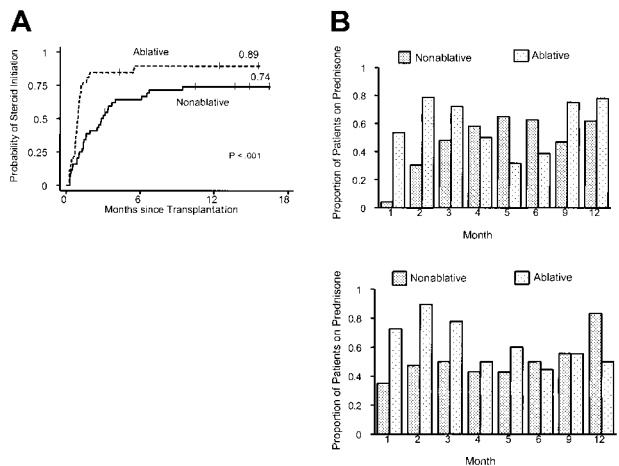 A
Probability of Steroid Initiation
1
0.75
0.5
0.25
0
Ablative
0.89
0.74
Nonablative
P < .001
0 6 12 18
Months since Transplantation
B
Nonablative Ablative
Proportion of Patients on Prednisone
1
0.8
0.6
0.4
0.2
0
1 2 3 4 5 6 9 12
Month
Nonablative Ablative
Proportion of Patients on Prednisone
1
0.8
0.6
0.4
0.2
0
1 2 3 4 5 6 9 12
Month